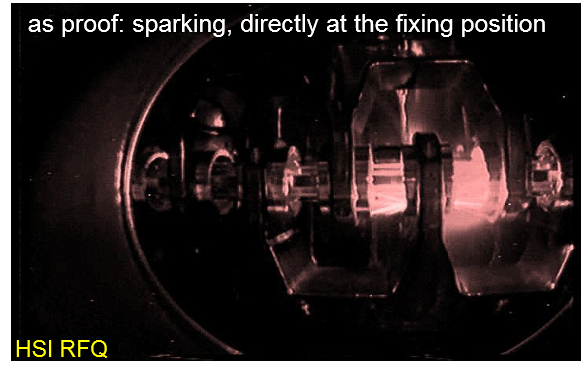 as proof: sparking, directly at the fixing position
HSI RFQ